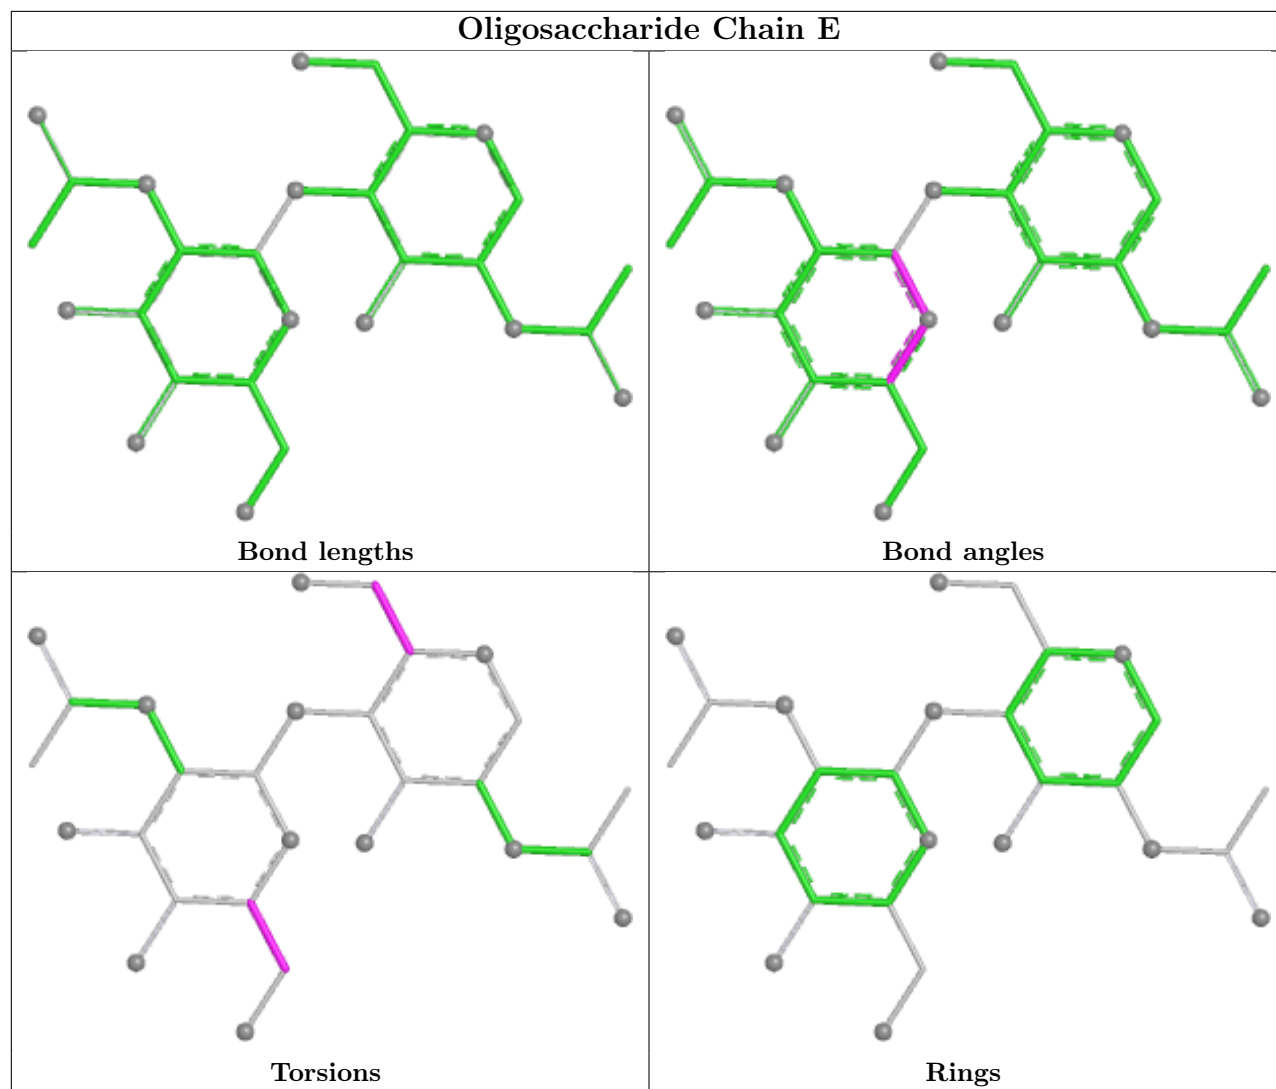 Oligosaccharide Chain E
Bond lengths
Bond angles
Torsions
Rings